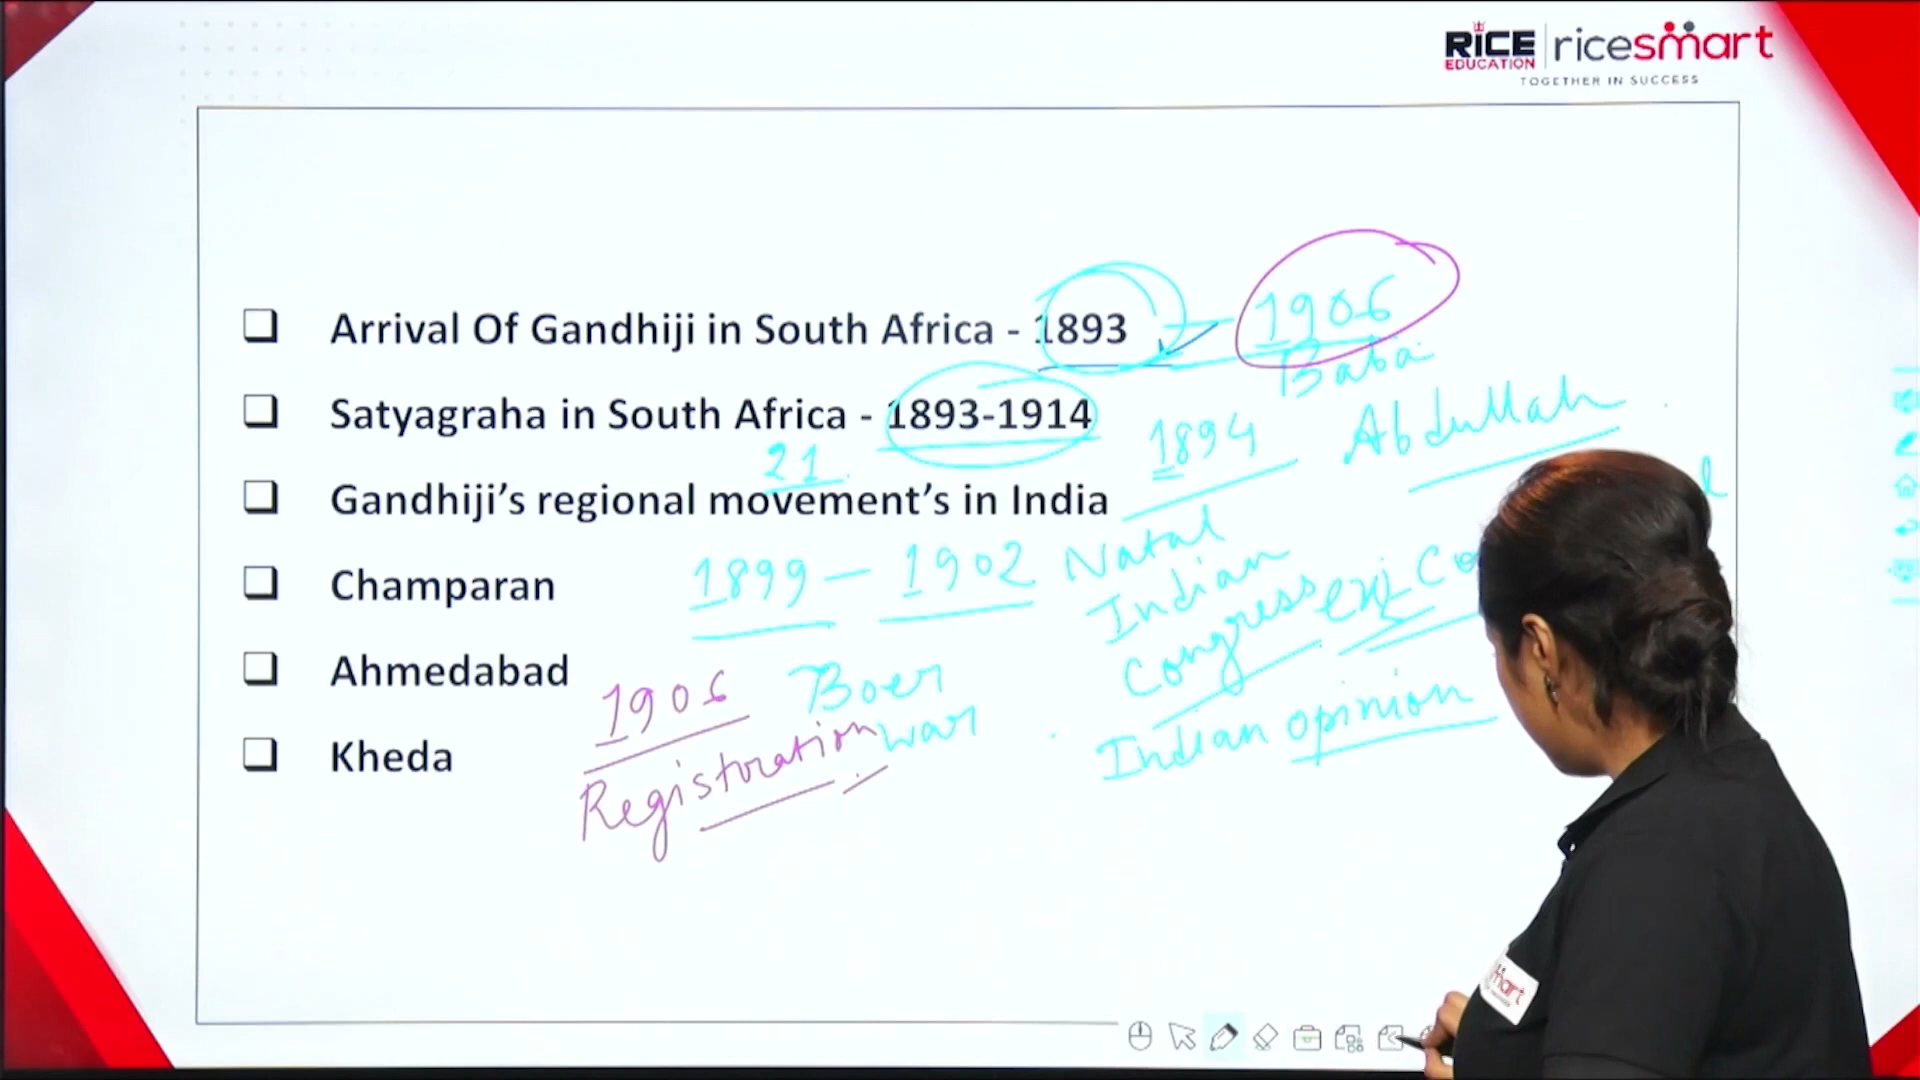 RICE EDUCATION
ricesmart
TOGETHER IN SUCCESS
Arrival Of Gandhiji in South Africa - 1893
1906
Baba
Abdullah
Satyagraha in South Africa - 1893-1914
21
1894
Gandhiji's regional movement's in India
Natal
Indian
Congress
Champaran
1899 - 1902
Ahmedabad
Boer
war
1906
Registoration
Indian opinion
Kheda
smart